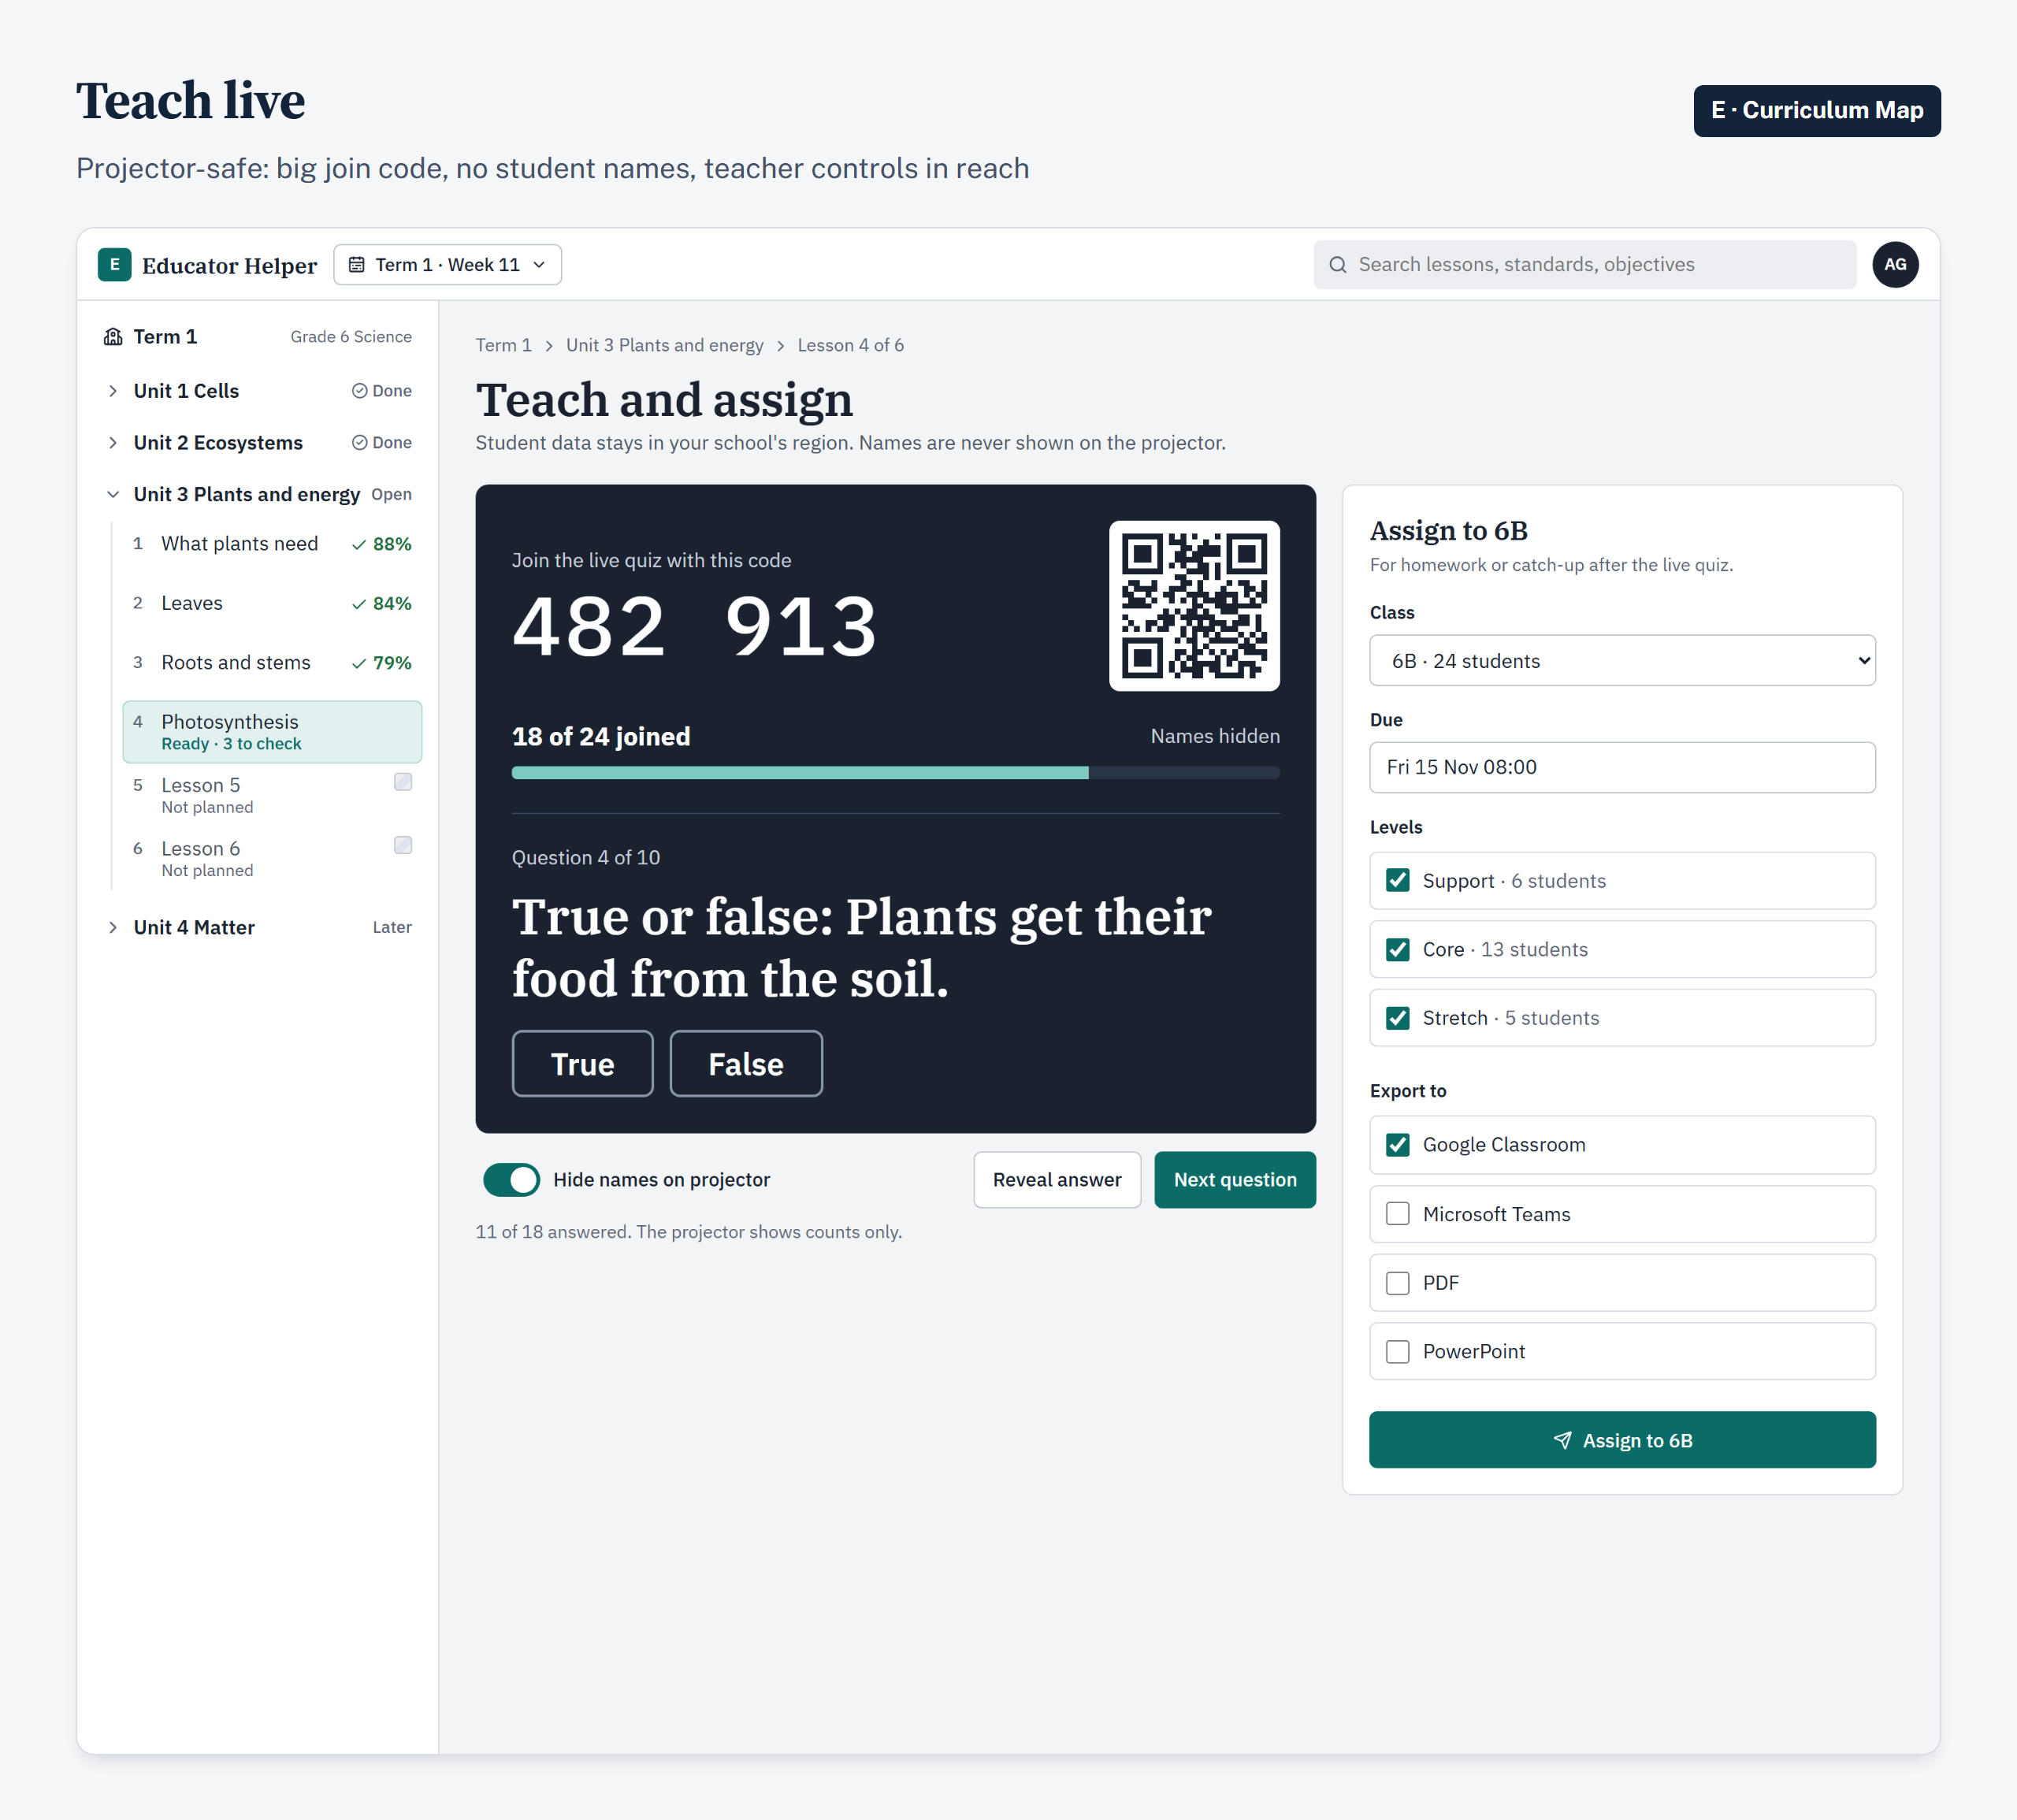 Teach live
E · Curriculum Map
Projector-safe: big join code, no student names, teacher controls in reach
E
Educator Helper
Term 1 · Week 11
Search lessons, standards, objectives
AG
Term 1
Grade 6 Science
Unit 1 Cells
Done
Unit 2 Ecosystems
Done
Unit 3 Plants and energy
Open
1 What plants need 88%
2 Leaves 84%
3 Roots and stems 79%
4 Photosynthesis
Ready · 3 to check
5 Lesson 5
Not planned
6 Lesson 6
Not planned
Unit 4 Matter
Later
Term 1 > Unit 3 Plants and energy > Lesson 4 of 6
Teach and assign
Student data stays in your school's region. Names are never shown on the projector.
Join the live quiz with this code
482 913
18 of 24 joined
Names hidden
Question 4 of 10
True or false: Plants get their
food from the soil.
True
False
Hide names on projector
Reveal answer
Next question
11 of 18 answered. The projector shows counts only.
Assign to 6B
For homework or catch-up after the live quiz.
Class
6B · 24 students
Due
Fri 15 Nov 08:00
Levels
Support · 6 students
Core · 13 students
Stretch · 5 students
Export to
Google Classroom
Microsoft Teams
PDF
PowerPoint
Assign to 6B